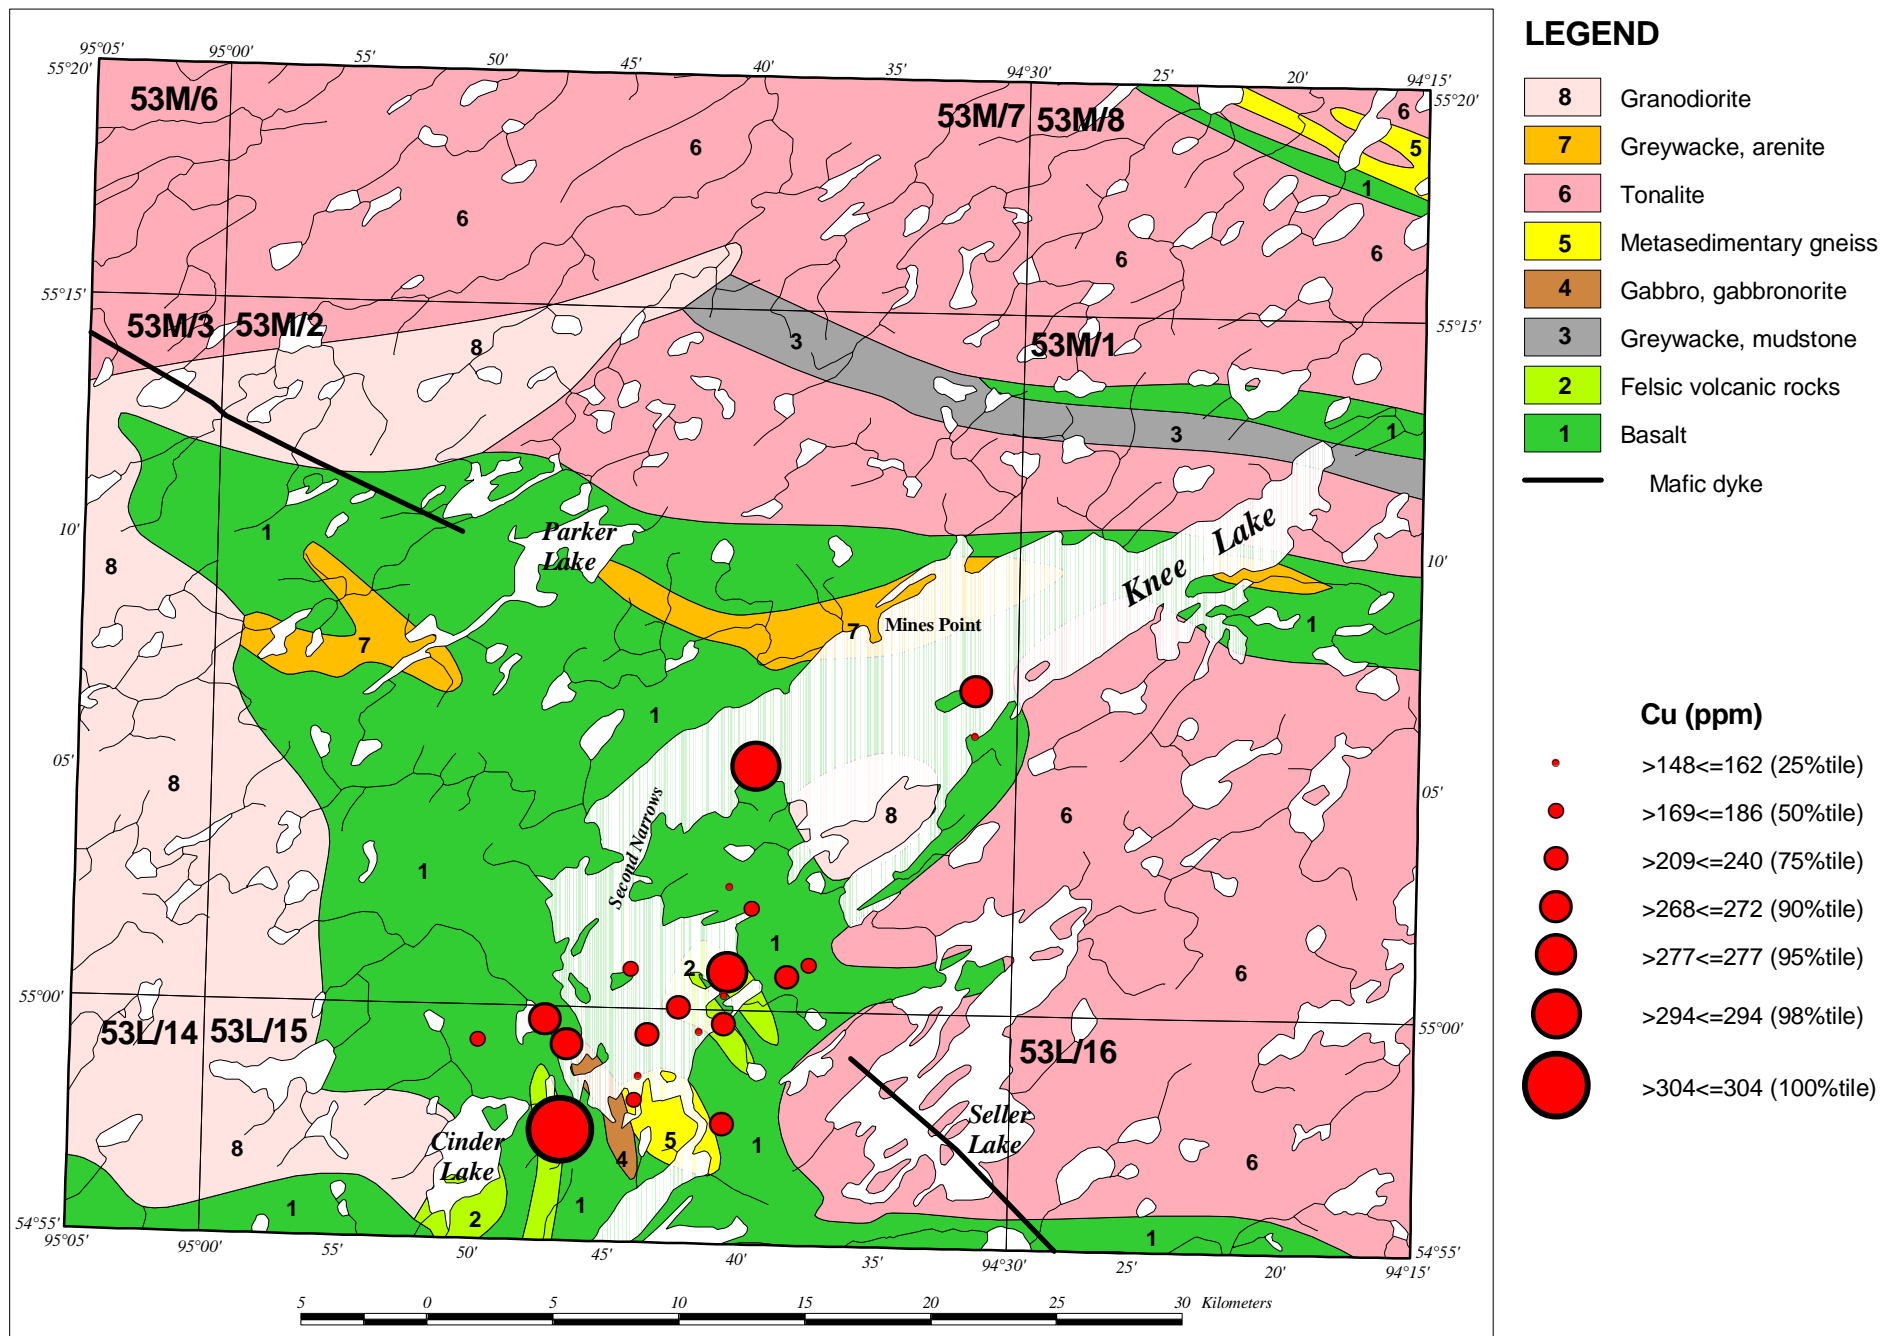 95°05'
95°00'
55'
50'
45'
40'
35'
94°30'
25'
20'
94°15'
55°20'
55°20'
53M/6
53M/7
53M/8
6
5
1
6
6
6
6
55°15'
55°15'
53M/3
53M/2
53M/1
8
3
3
1
10'
10'
1
Parker
Lake
Knee Lake
8
7
7
Mines Point
1
1
05'
05'
8
Second Narrows
8
6
1
1
2
6
55°00'
55°00'
53L/14
53L/15
53L/16
Cinder
Lake
Seller
Lake
8
5
4
1
6
1
2
1
1
54°55'
54°55'
95°05'
95°00'
55'
50'
45'
40'
35'
94°30'
25'
20'
94°15'
5 0 5 10 15 20 25 30 Kilometers
LEGEND
8 Granodiorite
7 Greywacke, arenite
6 Tonalite
5 Metasedimentary gneiss
4 Gabbro, gabbronorite
3 Greywacke, mudstone
2 Felsic volcanic rocks
1 Basalt
Mafic dyke
Cu (ppm)
>148<=162 (25%tile)
>169<=186 (50%tile)
>209<=240 (75%tile)
>268<=272 (90%tile)
>277<=277 (95%tile)
>294<=294 (98%tile)
>304<=304 (100%tile)